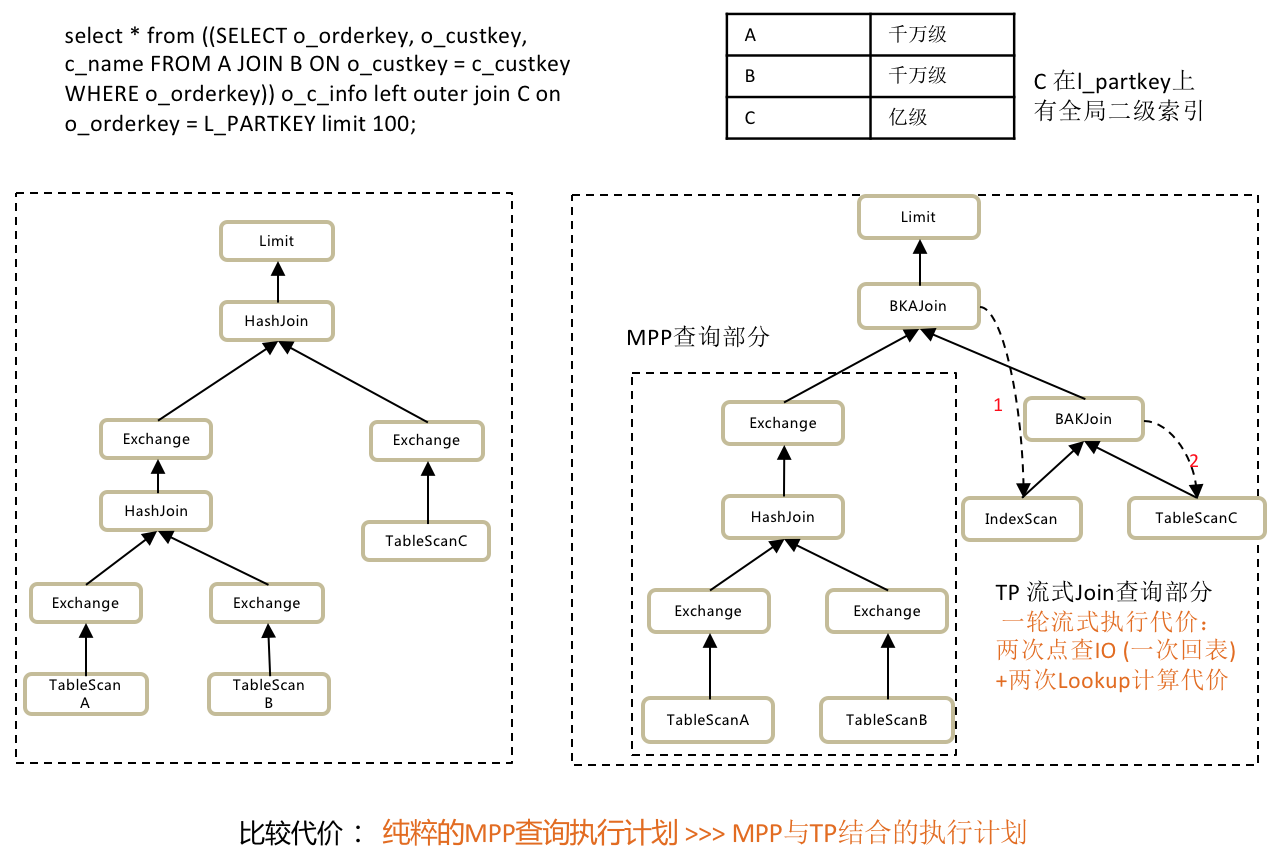 select * from ((SELECT o_orderkey, o_custkey,
c_name FROM A JOIN B ON o_custkey = c_custkey
WHERE o_orderkey)) o_c_info left outer join C on
o_orderkey = L_PARTKEY limit 100;
A 千万级
B 千万级
C 亿级
C 在l_partkey上
有全局二级索引
Limit
HashJoin
Exchange
Exchange
HashJoin
TableScanC
Exchange
Exchange
TableScan
A
TableScan
B
Limit
BKAJoin
MPP查询部分
1
Exchange
BAKJoin
2
HashJoin
IndexScan
TableScanC
Exchange
Exchange
TableScanA
TableScanB
TP 流式Join查询部分
一轮流式执行代价：
两次点查IO (一次回表)
+两次Lookup计算代价
比较代价 ： 纯粹的MPP查询执行计划 >>> MPP与TP结合的执行计划